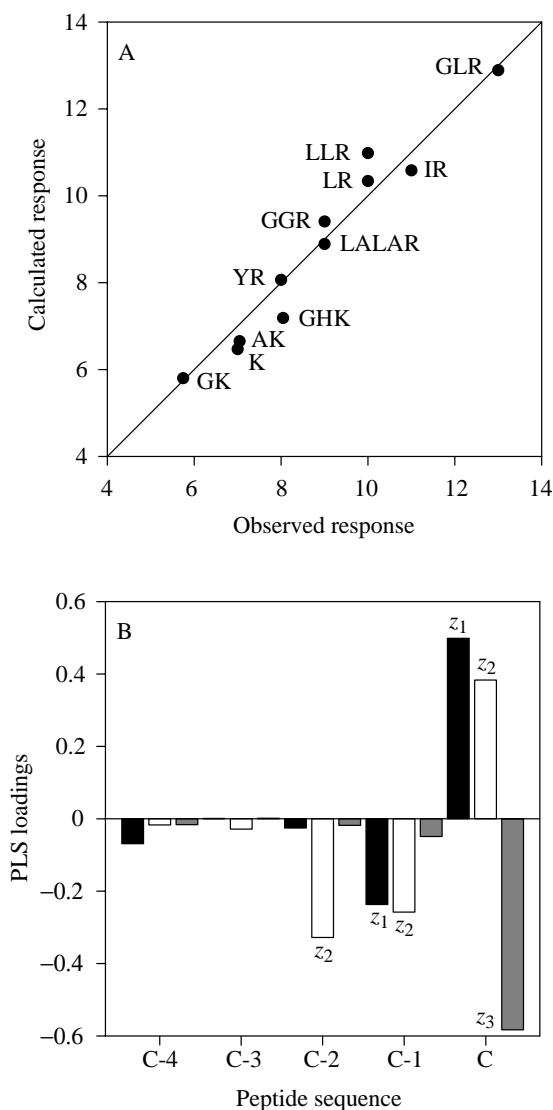 A
14
12
10
8
6
4
Calculated response
GLR
LLR
LR
IR
GGR
LALAR
YR
GHK
AK
K
GK
4 6 8 10 12 14
Observed response
B
0.6
0.4
0.2
0
−0.2
−0.4
−0.6
PLS loadings
z1
z2
z2
z1
z2
z3
C-4 C-3 C-2 C-1 C
Peptide sequence